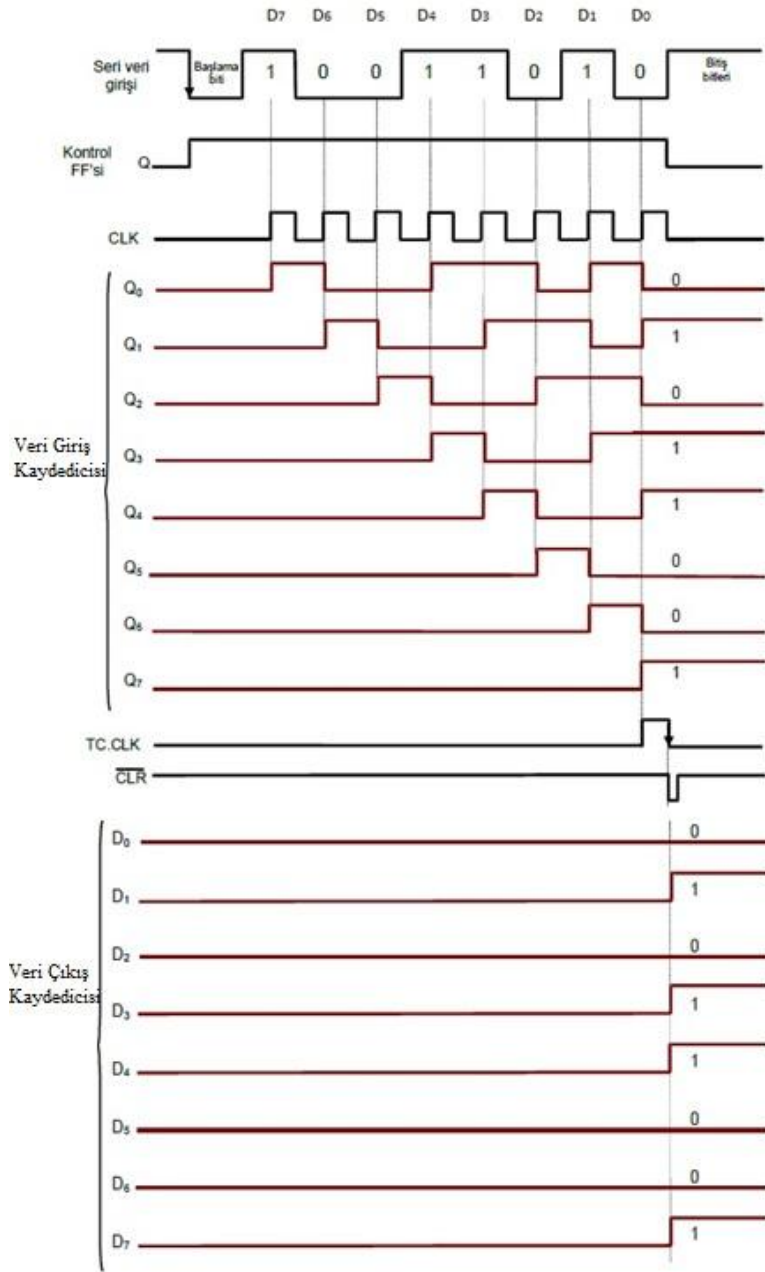 D7 D6 D5 D4 D3 D2 D1 D0
Seri veri girişi
Başlama biti
1 0 0 1 1 0 1 0
Bitiş bitleri
Kontrol FF'si
Q
CLK
Q0 0
Q1 1
Q2 0
Veri Giriş Kaydedicisi
Q3 1
Q4 1
Q5 0
Q6 0
Q7 1
TC.CLK
CLR
D0 0
D1 1
D2 0
Veri Çıkış Kaydedicisi
D3 1
D4 1
D5 0
D6 0
D7 1